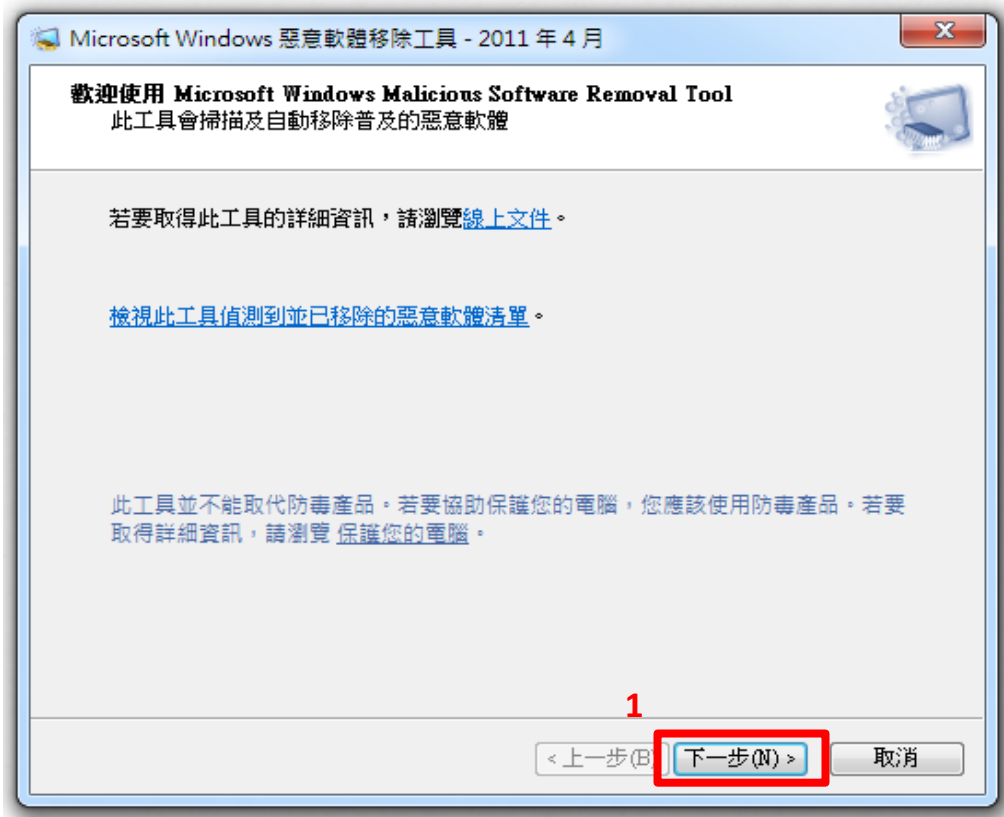 Microsoft Windows 惡意軟體移除工具 - 2011 年 4 月
歡迎使用 Microsoft Windows Malicious Software Removal Tool
此工具會掃描及自動移除普及的惡意軟體
若要取得此工具的詳細資訊，請瀏覽線上文件。
檢視此工具偵測到並已移除的惡意軟體清單。
此工具並不能取代防毒產品。若要協助保護您的電腦，您應該使用防毒產品。若要
取得詳細資訊，請瀏覽 保護您的電腦。
1
< 上一步(B) 下一步(N) > 取消